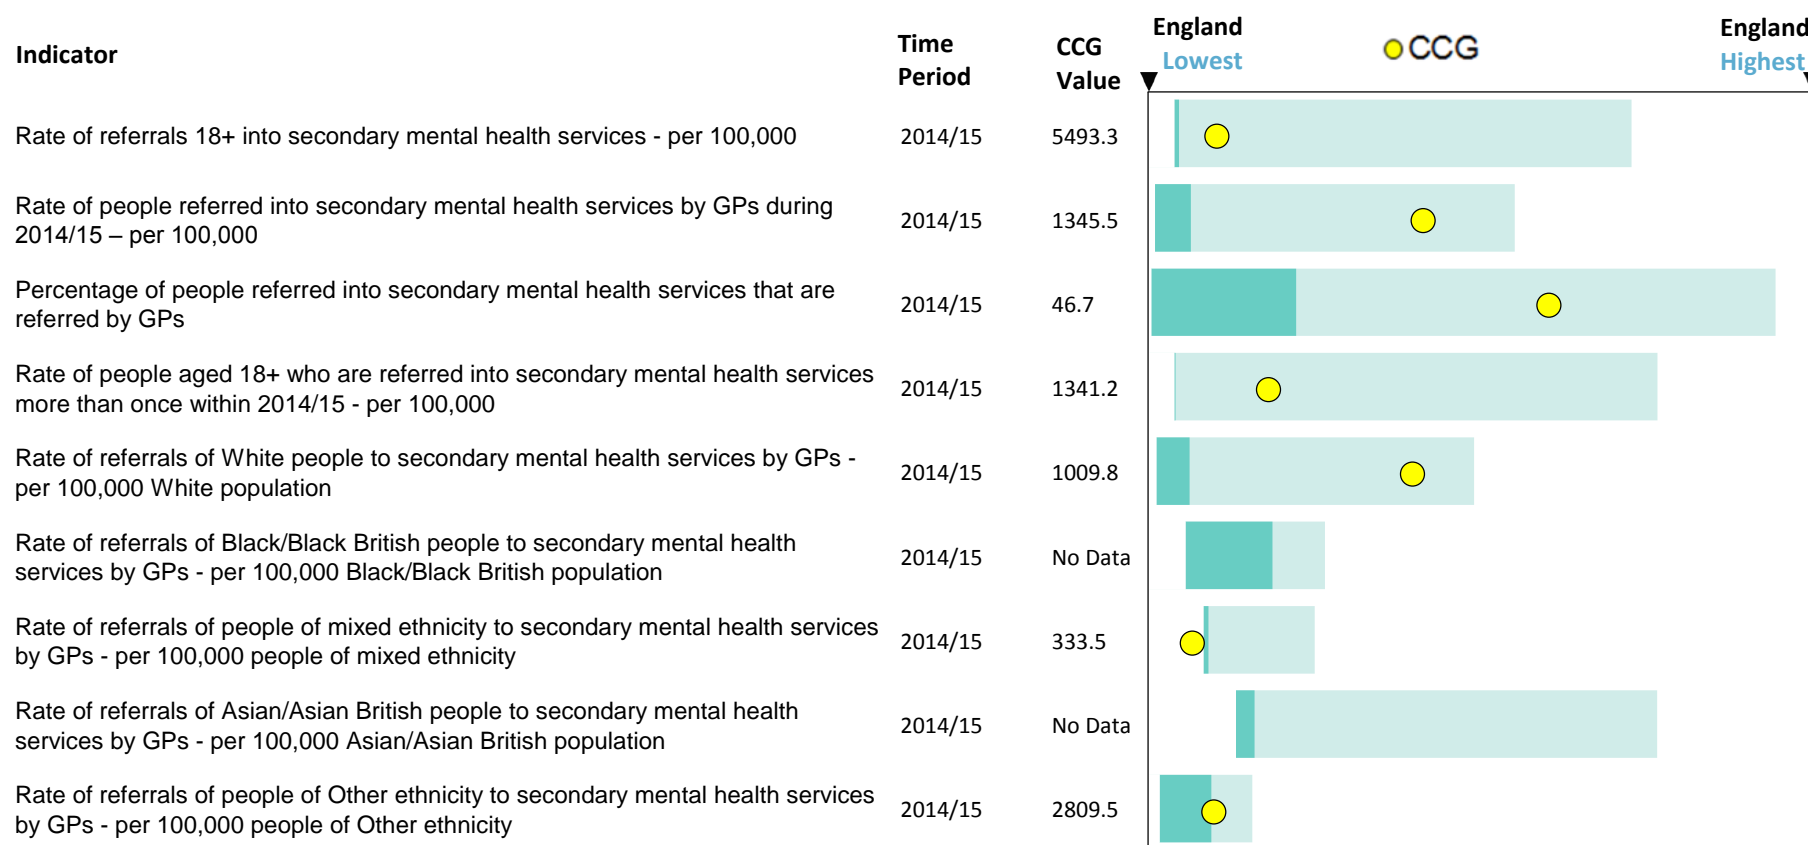 Indicator
Time
Period
CCG
Value
England
Lowest
CCG
England
Highest
Rate of referrals 18+ into secondary mental health services - per 100,000
2014/15
5493.3
Rate of people referred into secondary mental health services by GPs during
2014/15 – per 100,000
2014/15
1345.5
Percentage of people referred into secondary mental health services that are
referred by GPs
2014/15
46.7
Rate of people aged 18+ who are referred into secondary mental health services
more than once within 2014/15 - per 100,000
2014/15
1341.2
Rate of referrals of White people to secondary mental health services by GPs -
per 100,000 White population
2014/15
1009.8
Rate of referrals of Black/Black British people to secondary mental health
services by GPs - per 100,000 Black/Black British population
2014/15
No Data
Rate of referrals of people of mixed ethnicity to secondary mental health services
by GPs - per 100,000 people of mixed ethnicity
2014/15
333.5
Rate of referrals of Asian/Asian British people to secondary mental health
services by GPs - per 100,000 Asian/Asian British population
2014/15
No Data
Rate of referrals of people of Other ethnicity to secondary mental health services
by GPs - per 100,000 people of Other ethnicity
2014/15
2809.5